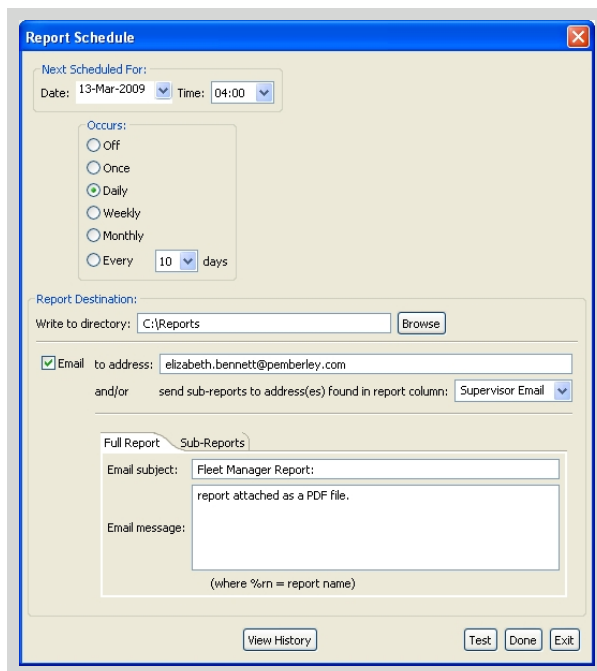 Report Schedule
Next Scheduled For:
Date: 13-Mar-2009 Time: 04:00
Occurs:
Off
Once
Daily
Weekly
Monthly
Every 10 days
Report Destination:
Write to directory: C:\Reports Browse
Email to address: elizabeth.bennett@pemberley.com
and/or send sub-reports to address(es) found in report column: Supervisor Email
Full Report Sub-Reports
Email subject: Fleet Manager Report:
report attached as a PDF file.
Email message:
(where %rn = report name)
View History Test Done Exit